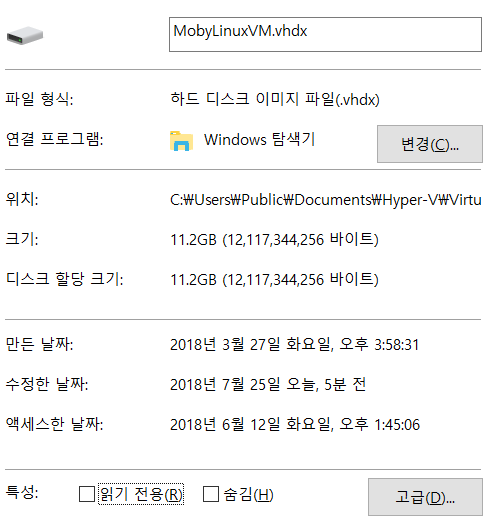 MobyLinuxVM.vhdx
파일 형식: 하드 디스크 이미지 파일(.vhdx)
연결 프로그램: Windows 탐색기 변경(C)...
위치: C:₩Users₩Public₩Documents₩Hyper-V₩Virtu
크기: 11.2GB (12,117,344,256 바이트)
디스크 할당 크기: 11.2GB (12,117,344,256 바이트)
만든 날짜: 2018년 3월 27일 화요일, 오후 3:58:31
수정한 날짜: 2018년 7월 25일 오늘, 5분 전
액세스한 날짜: 2018년 6월 12일 화요일, 오후 1:45:06
특성: 읽기 전용(R) 숨김(H) 고급(D)...